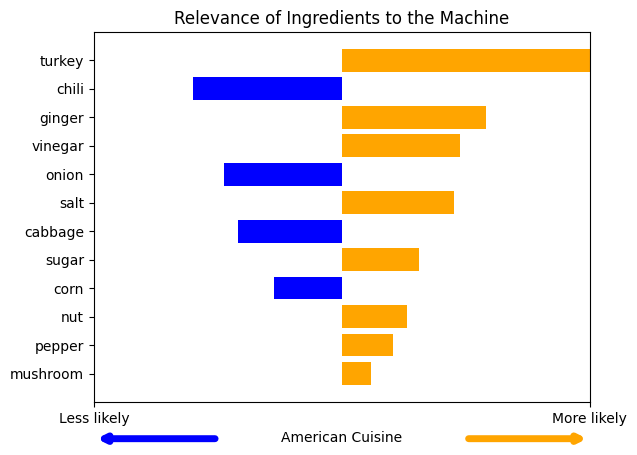 Relevance of Ingredients to the Machine
turkey
chili
ginger
vinegar
onion
salt
cabbage
sugar
corn
nut
pepper
mushroom
Less likely
More likely
American Cuisine